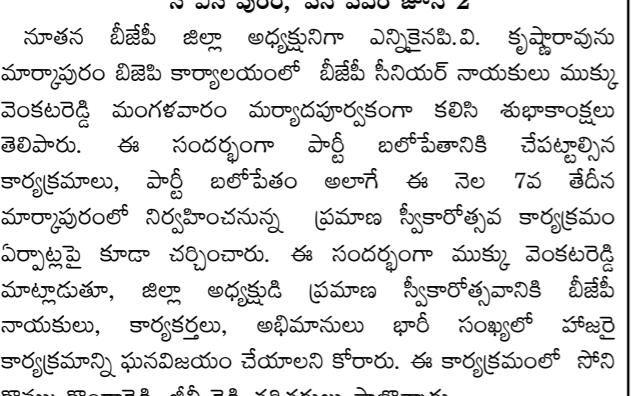 నూతన బీజేపీ జిల్లా అధ్యక్షునిగా ఎన్నికైనపి.వి. కృష్ణారావును
మార్కాపురం బిజెపి కార్యాలయంలో బీజేపీ సీనియర్ నాయకులు ముక్కు
వెంకటరెడ్డి మంగళవారం మర్యాదపూర్వకంగా కలిసి శుభాకాంక్షలు
తెలిపారు. ఈ సందర్భంగా పార్టీ బలోపేతానికి చేపట్టాల్సిన
కార్యక్రమాలు, పార్టీ బలోపేతం అలాగే ఈ నెల 7వ తేదీన
మార్కాపురంలో నిర్వహించనున్న ప్రమాణ స్వీకారోత్సవ కార్యక్రమం
ఏర్పాట్లపై కూడా చర్చించారు. ఈ సందర్భంగా ముక్కు వెంకటరెడ్డి
మాట్లాడుతూ, జిల్లా అధ్యక్షుడి ప్రమాణ స్వీకారోత్సవానికి బీజేపీ
నాయకులు, కార్యకర్తలు, అభిమానులు భారీ సంఖ్యలో హాజరై
కార్యక్రమాన్ని ఘనవిజయం చేయాలని కోరారు. ఈ కార్యక్రమంలో సోని